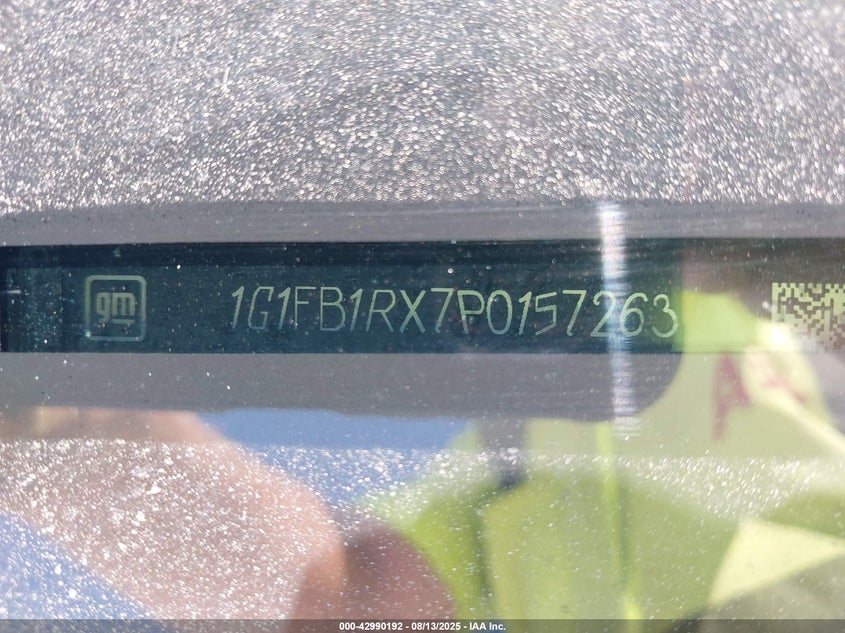 gm 1G1FB1RX7P0157263
000-42990192 - 08/13/2025 - IAA Inc.